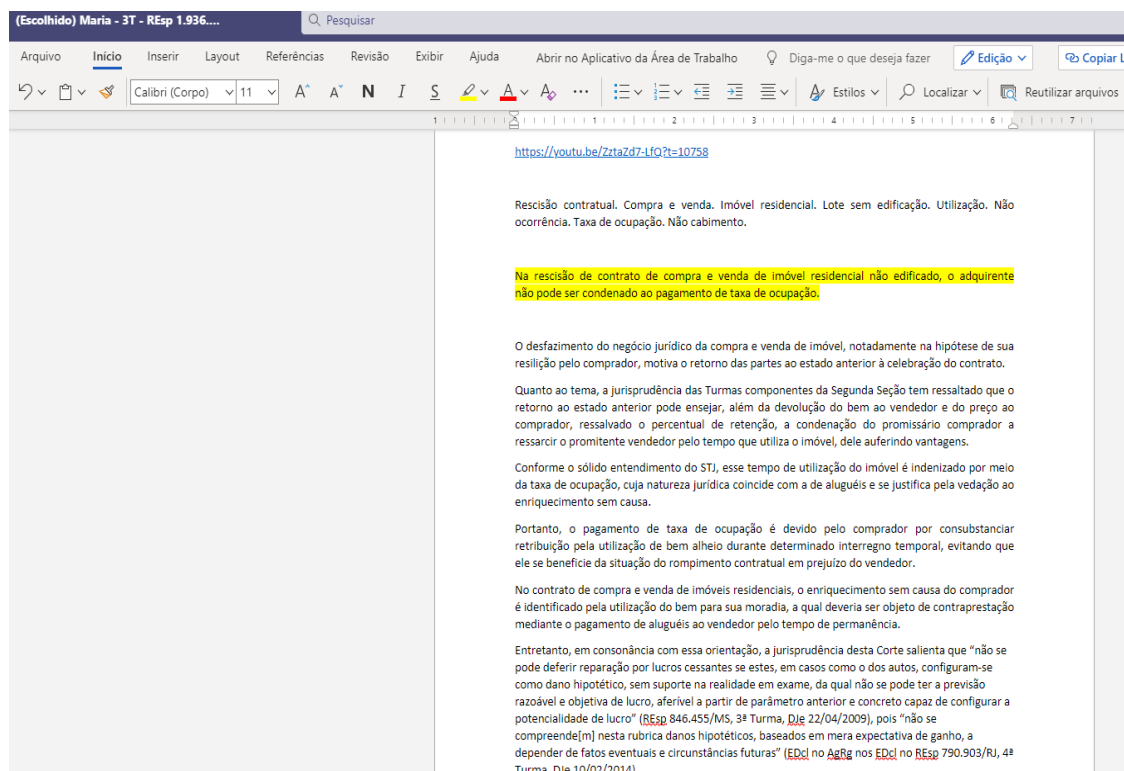 (Escolhido) Maria - 3T - REsp 1.936....
Pesquisar
Arquivo Início Inserir Layout Referências Revisão Exibir Ajuda Abrir no Aplicativo da Área de Trabalho Diga-me o que deseja fazer Edição Copiar L
Calibri (Corpo) 11 A A N I S A A Estilos Localizar Reutilizar arquivos
1 1 2 3 4 5 6 7
https://youtu.be/ZztaZd7-LfQ?t=10758
Rescisão contratual. Compra e venda. Imóvel residencial. Lote sem edificação. Utilização. Não
ocorrência. Taxa de ocupação. Não cabimento.
Na rescisão de contrato de compra e venda de imóvel residencial não edificado, o adquirente
não pode ser condenado ao pagamento de taxa de ocupação.
O desfazimento do negócio jurídico da compra e venda de imóvel, notadamente na hipótese de sua
resilição pelo comprador, motiva o retorno das partes ao estado anterior à celebração do contrato.
Quanto ao tema, a jurisprudência das Turmas componentes da Segunda Seção tem ressaltado que o
retorno ao estado anterior pode ensejar, além da devolução do bem ao vendedor e do preço ao
comprador, ressalvado o percentual de retenção, a condenação do promissário comprador a
ressarcir o promitente vendedor pelo tempo que utiliza o imóvel, dele auferindo vantagens.
Conforme o sólido entendimento do STJ, esse tempo de utilização do imóvel é indenizado por meio
da taxa de ocupação, cuja natureza jurídica coincide com a de aluguéis e se justifica pela vedação ao
enriquecimento sem causa.
Portanto, o pagamento de taxa de ocupação é devido pelo comprador por consubstanciar
retribuição pela utilização de bem alheio durante determinado interregno temporal, evitando que
ele se beneficie da situação do rompimento contratual em prejuízo do vendedor.
No contrato de compra e venda de imóveis residenciais, o enriquecimento sem causa do comprador
é identificado pela utilização do bem para sua moradia, a qual deveria ser objeto de contraprestação
mediante o pagamento de aluguéis ao vendedor pelo tempo de permanência.
Entretanto, em consonância com essa orientação, a jurisprudência desta Corte salienta que "não se
pode deferir reparação por lucros cessantes se estes, em casos como o dos autos, configuram-se
como dano hipotético, sem suporte na realidade em exame, da qual não se pode ter a previsão
razoável e objetiva de lucro, aferível a partir de parâmetro anterior e concreto capaz de configurar a
potencialidade de lucro" (REsp 846.455/MS, 3ª Turma, DJe 22/04/2009), pois "não se
compreende[m] nesta rubrica danos hipotéticos, baseados em mera expectativa de ganho, a
depender de fatos eventuais e circunstâncias futuras" (EDcl no AgRg nos EDcl no REsp 790.903/RJ, 4ª
Turma, DJe 10/02/2014)